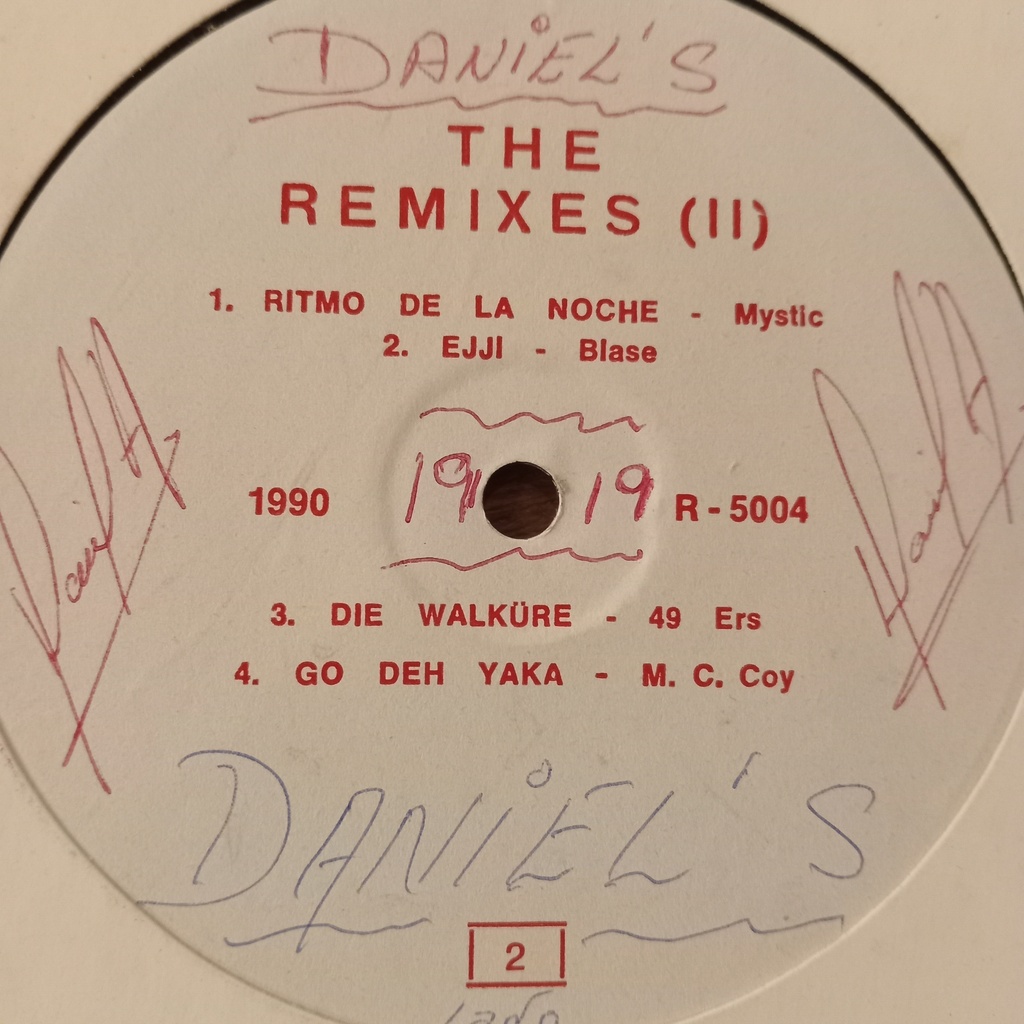 DANiEL'S
THE
REMIXES (II)
1. RITMO DE LA NOCHE - Mystic
2. EJJI - Blase
1990 19 19 R-5004
3. DIE WALKÜRE - 49 Ers
4. GO DEH YAKA - M. C. Coy
DANiEL'S
2